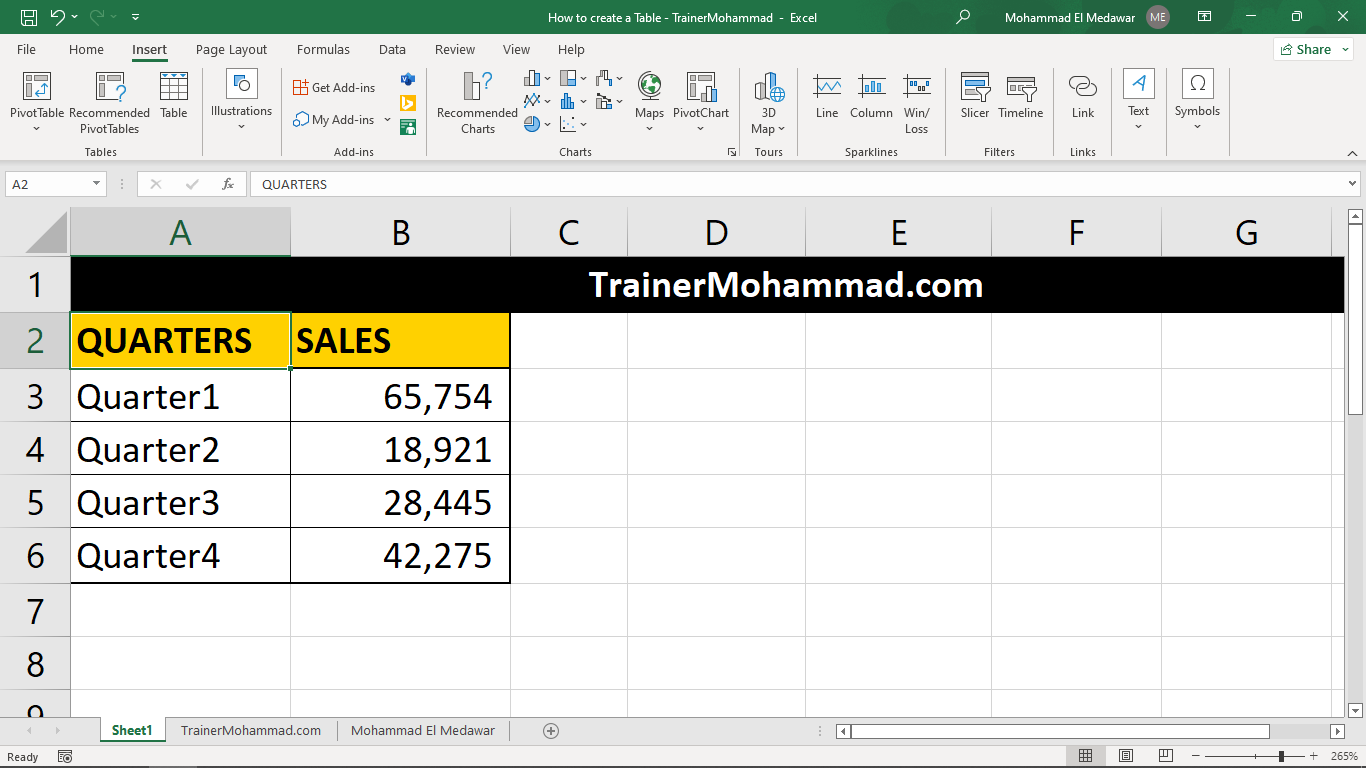 How to create a Table - TrainerMohammad - Excel
Mohammad El Medawar ME
File Home Insert Page Layout Formulas Data Review View Help Share
PivotTable
Recommended
PivotTables
Table
Tables
Illustrations
Get Add-ins
My Add-ins
Add-ins
Recommended
Charts
Maps
PivotChart
Charts
3D
Map
Tours
Line
Column
Win/
Loss
Sparklines
Slicer
Timeline
Filters
Link
Links
Text
Ω
Symbols
A2 fx QUARTERS
A B C D E F G
1 TrainerMohammad.com
2 QUARTERS SALES
3 Quarter1 65,754
4 Quarter2 18,921
5 Quarter3 28,445
6 Quarter4 42,275
7
8
9
Sheet1 TrainerMohammad.com Mohammad El Medawar
Ready 265%